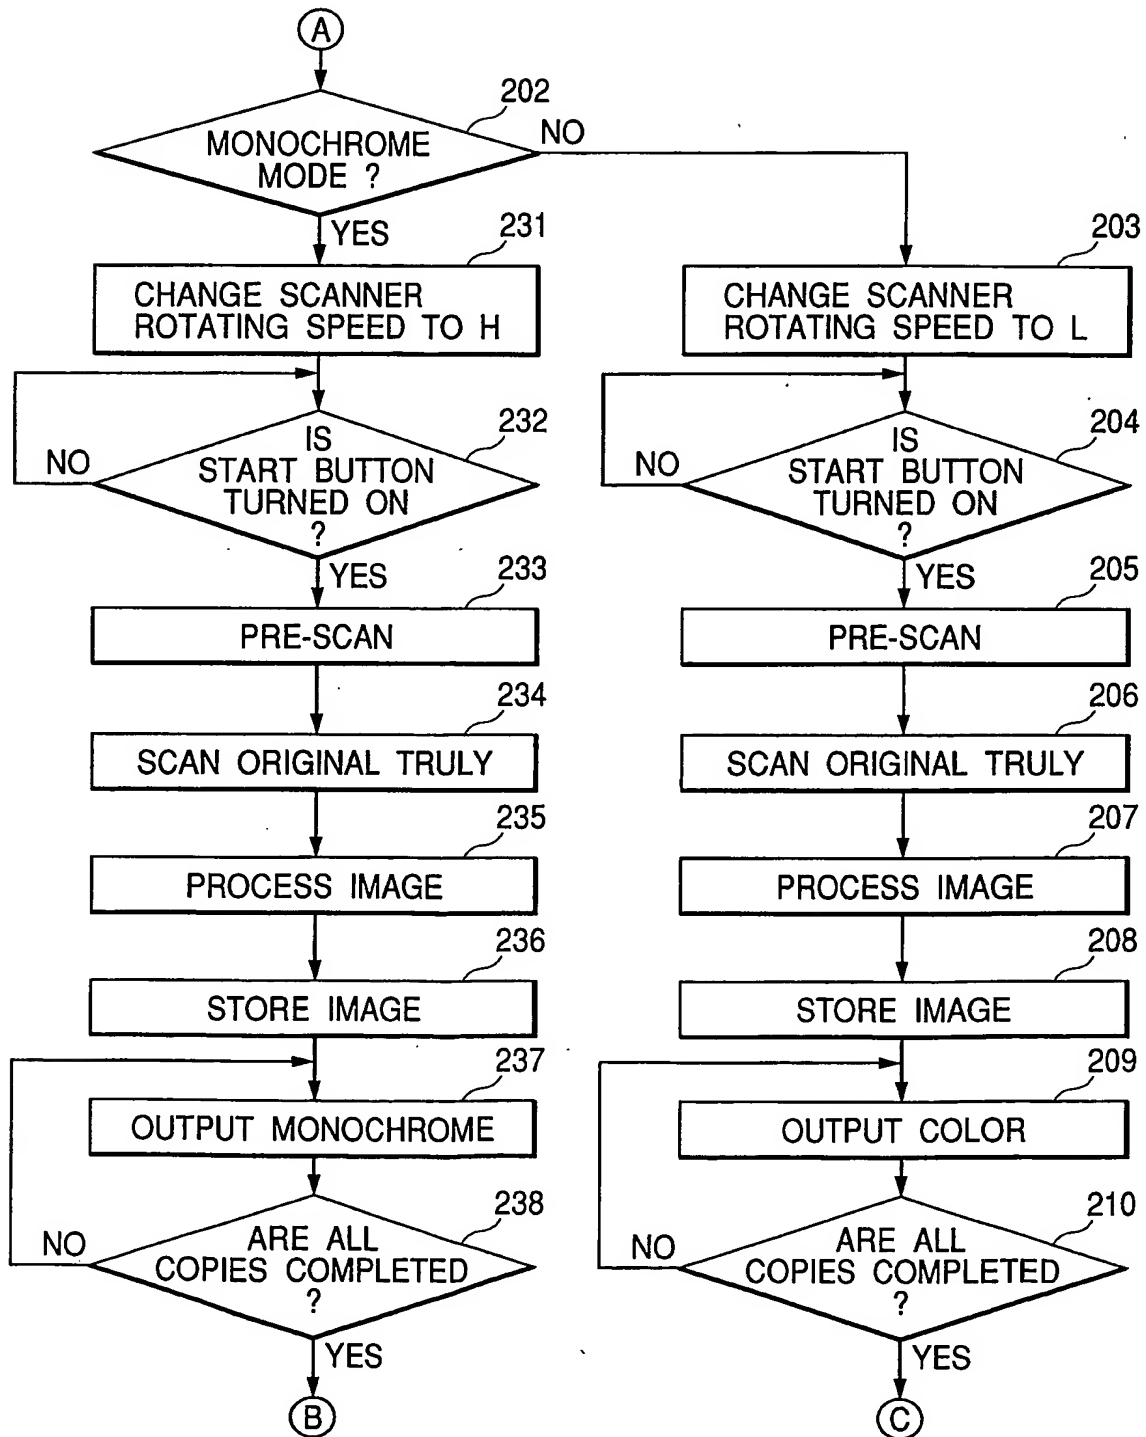 A
202
MONOCHROME
MODE ?
NO
YES
231
CHANGE SCANNER
ROTATING SPEED TO H
232
IS
START BUTTON
TURNED ON
?
NO
YES
233
PRE-SCAN
234
SCAN ORIGINAL TRULY
235
PROCESS IMAGE
236
STORE IMAGE
237
OUTPUT MONOCHROME
238
ARE ALL
COPIES COMPLETED
?
NO
YES
B
203
CHANGE SCANNER
ROTATING SPEED TO L
204
IS
START BUTTON
TURNED ON
?
NO
YES
205
PRE-SCAN
206
SCAN ORIGINAL TRULY
207
PROCESS IMAGE
208
STORE IMAGE
209
OUTPUT COLOR
210
ARE ALL
COPIES COMPLETED
?
NO
YES
C